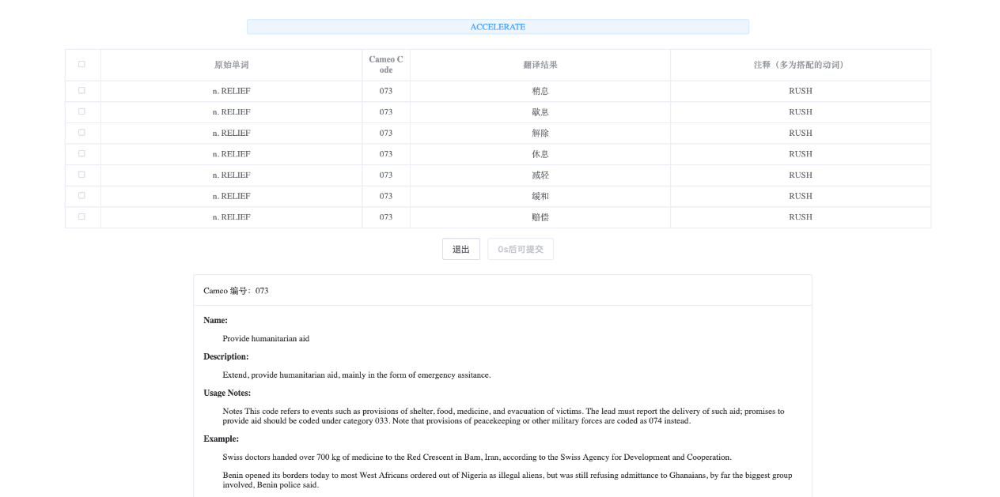 ACCELERATE
☐ 原始单词 Cameo C 翻译结果 注释（多为搭配的动词）
ode
☐ n. RELIEF 073 稍息 RUSH
☐ n. RELIEF 073 歇息 RUSH
☐ n. RELIEF 073 解除 RUSH
☐ n. RELIEF 073 休息 RUSH
☐ n. RELIEF 073 减轻 RUSH
☐ n. RELIEF 073 缓和 RUSH
☐ n. RELIEF 073 赔偿 RUSH
退出 0s后可提交
Cameo 编号：073
Name:
Provide humanitarian aid
Description:
Extend, provide humanitarian aid, mainly in the form of emergency assitance.
Usage Notes:
Notes This code refers to events such as provisions of shelter, food, medicine, and evacuation of victims. The lead must report the delivery of such aid; promises to
provide aid should be coded under category 033. Note that provisions of peacekeeping or other military forces are coded as 074 instead.
Example:
Swiss doctors handed over 700 kg of medicine to the Red Crescent in Bam, Iran, according to the Swiss Agency for Development and Cooperation.
Benin opened its borders today to most West Africans ordered out of Nigeria as illegal aliens, but was still refusing admittance to Ghanaians, by far the biggest group
involved, Benin police said.